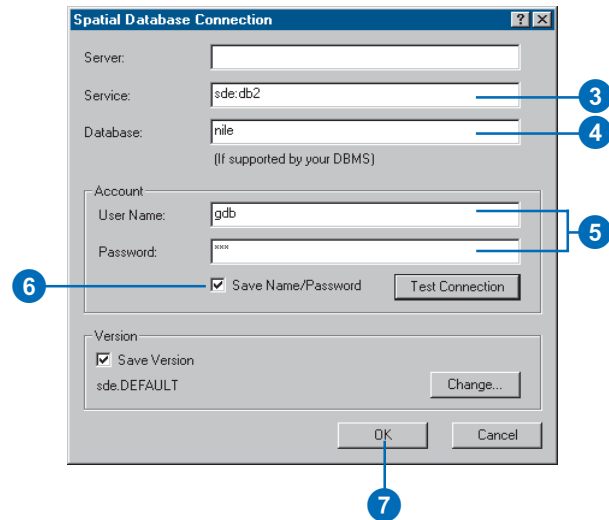 Spatial Database Connection ? X
Server:
Service: sde:db2 3
Database: nile 4
(If supported by your DBMS)
Account
User Name: gdb
5
Password: ***
6 Save Name/Password Test Connection
Version
Save Version
sde.DEFAULT Change...
OK Cancel
7